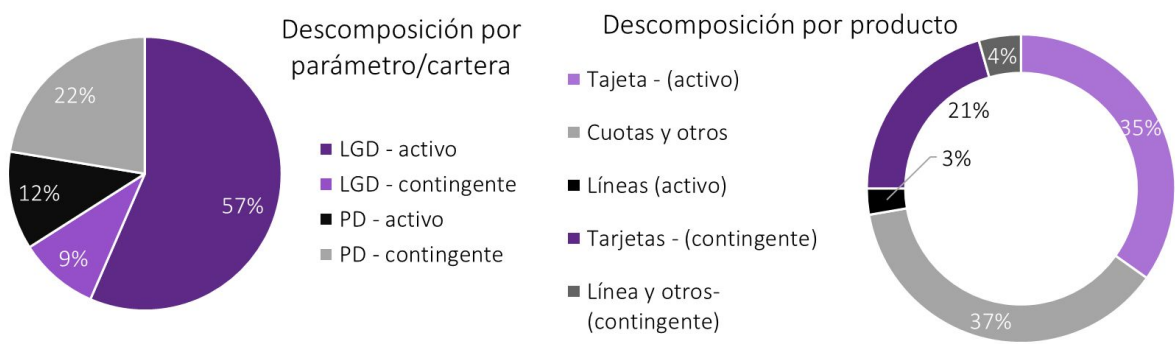 Descomposición por
parámetro/cartera
22%
12%
9%
57%
LGD - activo
LGD - contingente
PD - activo
PD - contingente
Descomposición por producto
Tajeta - (activo)
Cuotas y otros
Líneas (activo)
Tarjetas - (contingente)
Línea y otros-
(contingente)
4%
21%
35%
3%
37%